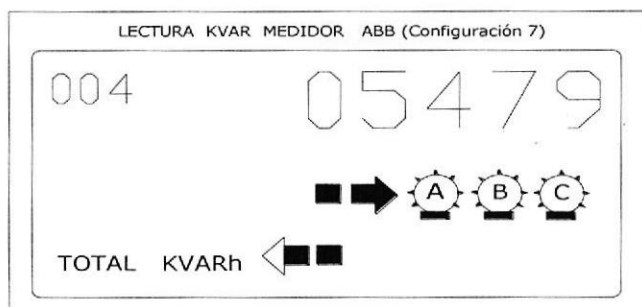 LECTURA KVAR MEDIDOR ABB (Configuración 7)
004 05479
A B C
TOTAL KVARh